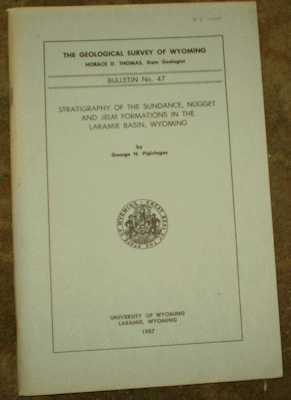 THE GEOLOGICAL SURVEY OF WYOMING
HORACE D. THOMAS, State Geologist
BULLETIN No. 47
STRATIGRAPHY OF THE SUNDANCE, NUGGET
AND JELM FORMATIONS IN THE
LARAMIE BASIN, WYOMING
by
George N. Pipiringos
UNIVERSITY OF WYOMING
LARAMIE, WYOMING
1957